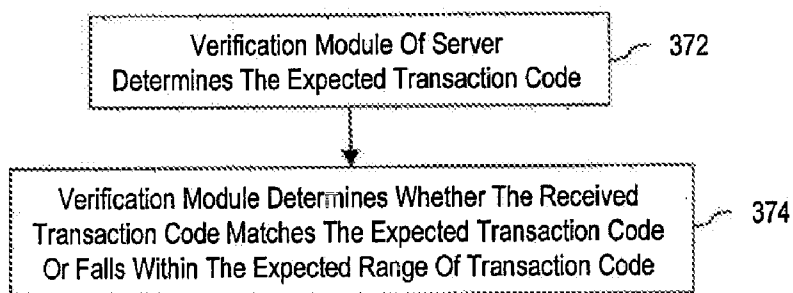 Verification Module Of Server
Determines The Expected Transaction Code
372
Verification Module Determines Whether The Received
Transaction Code Matches The Expected Transaction Code
Or Falls Within The Expected Range Of Transaction Code
374